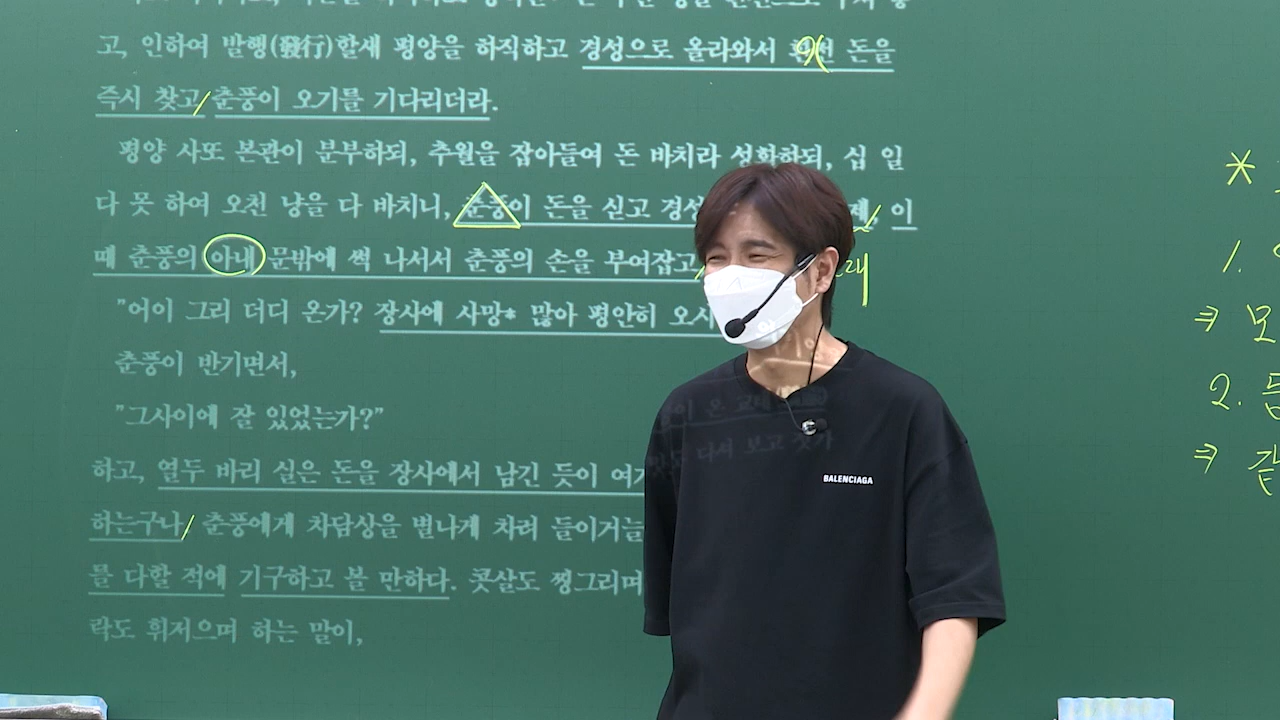 고, 인하여 발행(發行)할새 평양을 하직하고 경성으로 올라와서 돈을
즉시 찾고 춘풍이 오기를 기다리더라.
평양 사또 본관이 분부하되, 추월을 잡아들여 돈 바치라 성화하되, 십 일
다 못 하여 오천 냥을 다 바치니, 춘풍이 돈을 싣고 경성 제, 이
때 춘풍의 아내 문밖에 썩 나서서 춘풍의 손을 부여잡고
"어이 그리 더디 온가? 장사에 사망* 많아 평안히 오시
춘풍이 반기면서,
"그사이에 잘 있었는가?"
하고, 열두 바리 실은 돈을 장사에서 남긴 듯이 여기
하는구나 춘풍에게 차담상을 별나게 차려 들이거늘
를 다할 적에 기구하고 볼 만하다. 콧살도 찡그리며
락도 휘저으며 하는 말이,
BALENCIAGA
*
1.
⇒ 모
2.
⇒ 같